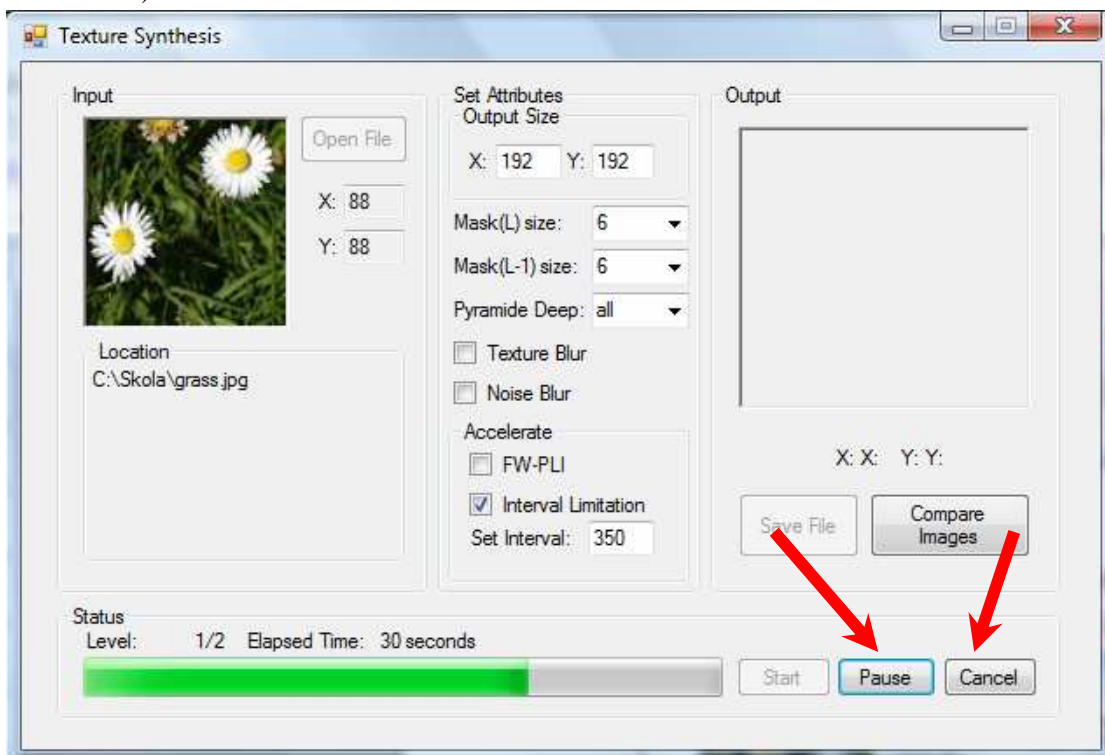 Texture Synthesis
Input
Open File
X: 88
Y: 88
Location
C:\Skola\grass.jpg
Set Attributes
Output Size
X: 192 Y: 192
Mask(L) size: 6
Mask(L-1) size: 6
Pyramide Deep: all
Texture Blur
Noise Blur
Accelerate
FW-PLI
Interval Limitation
Set Interval: 350
Output
X: X: Y: Y:
Save File
Compare
Images
Status
Level: 1/2 Elapsed Time: 30 seconds
Start Pause Cancel